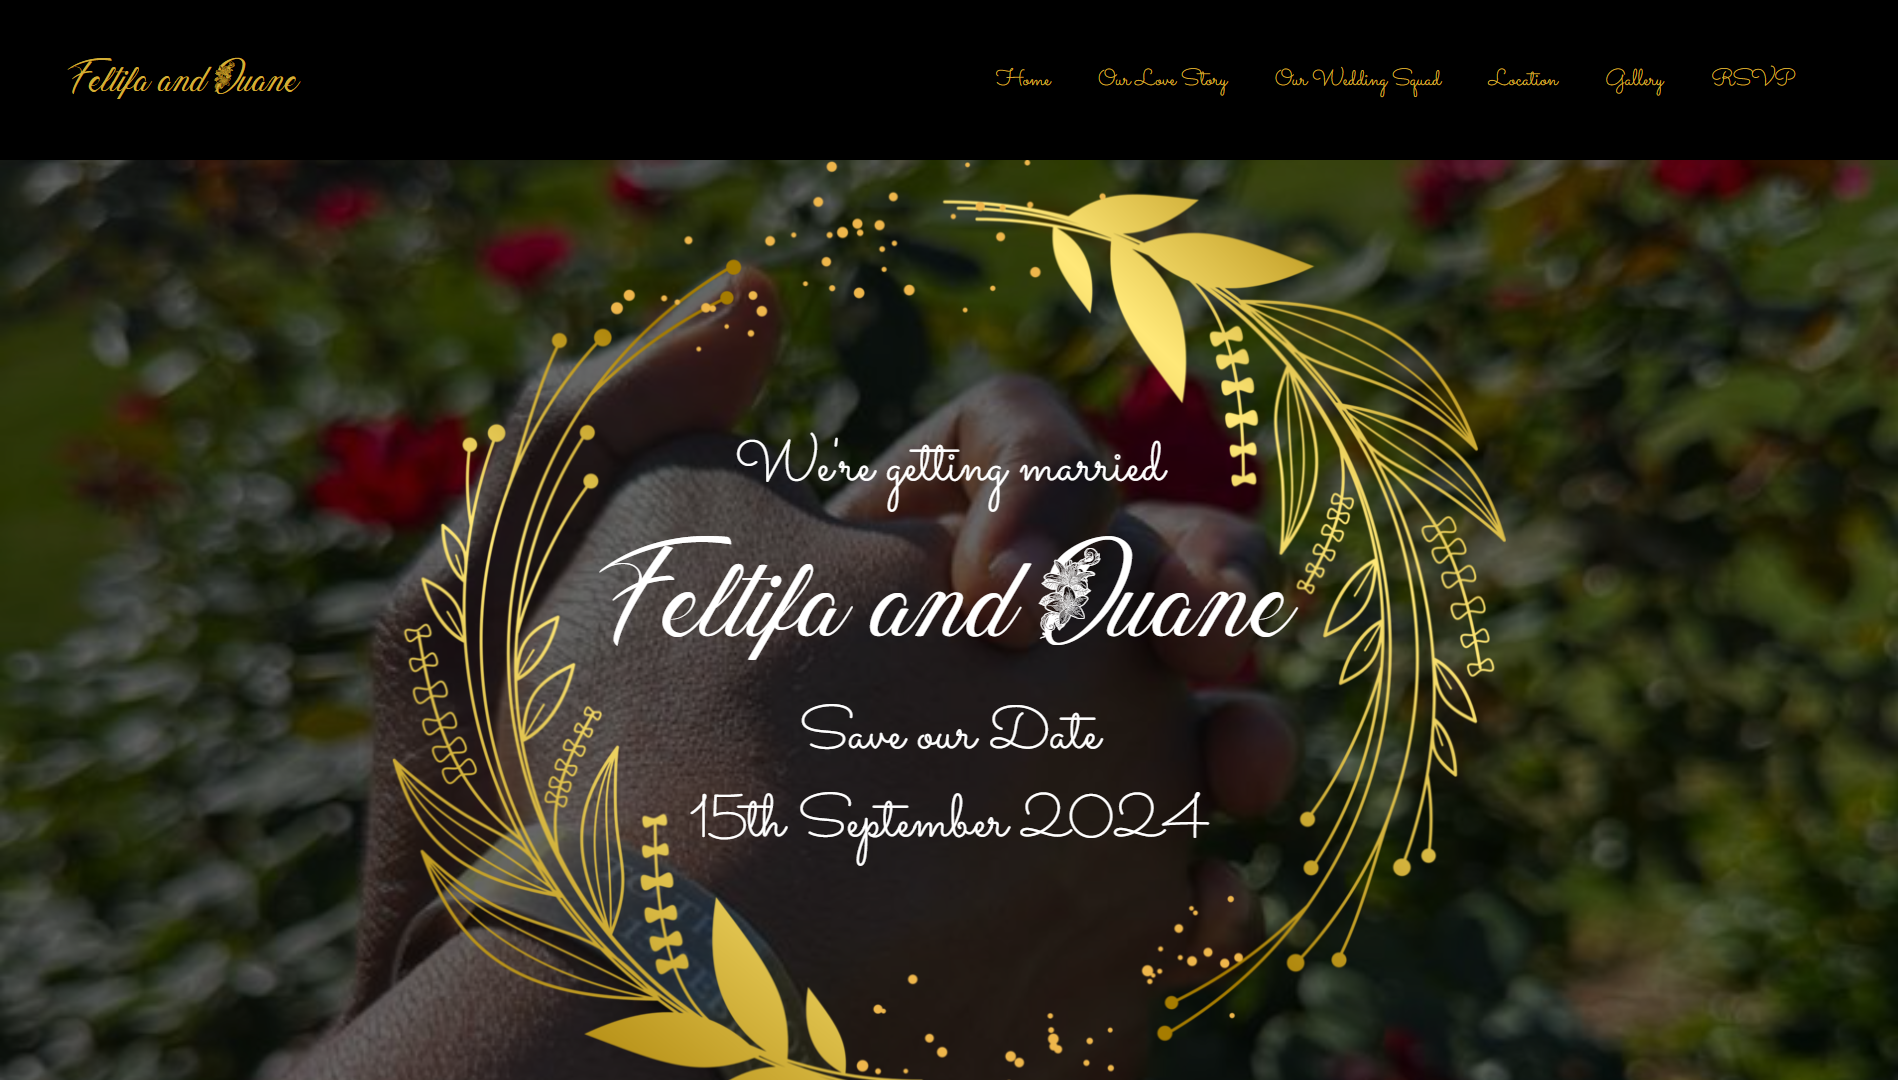 Feltifa and Duane
Home Our Love Story Our Wedding Squad Location Gallery RSVP
We're getting married
Feltifa and Duane
Save our Date
15th September 2024